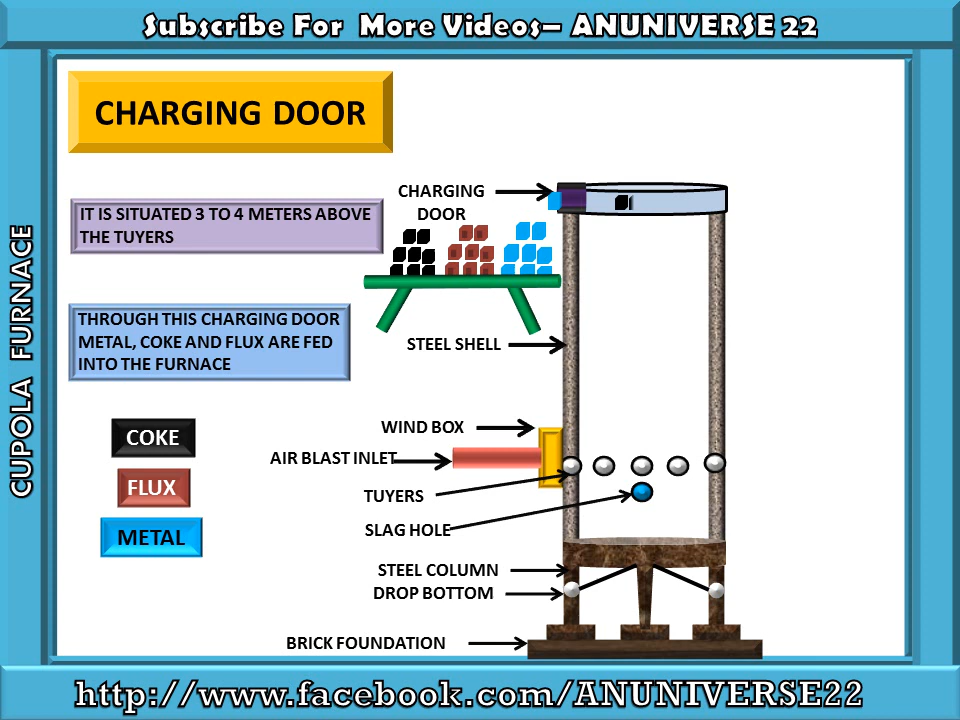 Subscribe For More Videos– ANUNIVERSE 22
CUPOLA FURNACE
CHARGING DOOR
IT IS SITUATED 3 TO 4 METERS ABOVE
THE TUYERS
THROUGH THIS CHARGING DOOR
METAL, COKE AND FLUX ARE FED
INTO THE FURNACE
COKE
FLUX
METAL
CHARGING
DOOR
STEEL SHELL
WIND BOX
AIR BLAST INLET
TUYERS
SLAG HOLE
STEEL COLUMN
DROP BOTTOM
BRICK FOUNDATION
http://www.facebook.com/ANUNIVERSE22